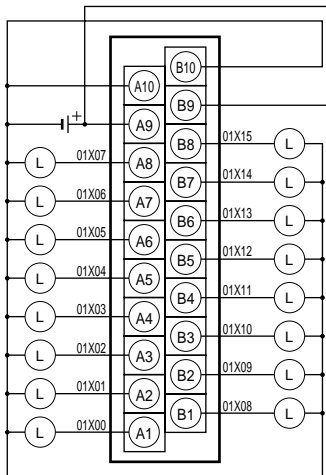 B10
A10
B9
+ A9
B8 01X15 L
L 01X07 A8
B7 01X14 L
L 01X06 A7
B6 01X13 L
L 01X05 A6
B5 01X12 L
L 01X04 A5
B4 01X11 L
L 01X03 A4
B3 01X10 L
L 01X02 A3
B2 01X09 L
L 01X01 A2
B1 01X08 L
L 01X00 A1